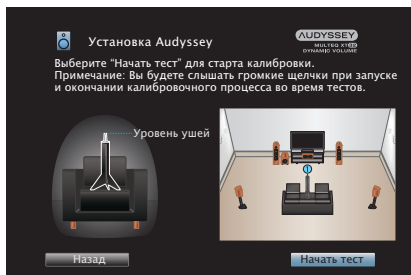 Установка Audyssey
AUDYSSEY
MULTEQ XT32
DYNAMIC VOLUME
Выберите “Начать тест” для старта калибровки.
Примечание: Вы будете слышать громкие щелчки при запуске
и окончании калибровочного процесса во время тестов.
Уровень ушей
1
Назад
Начать тест